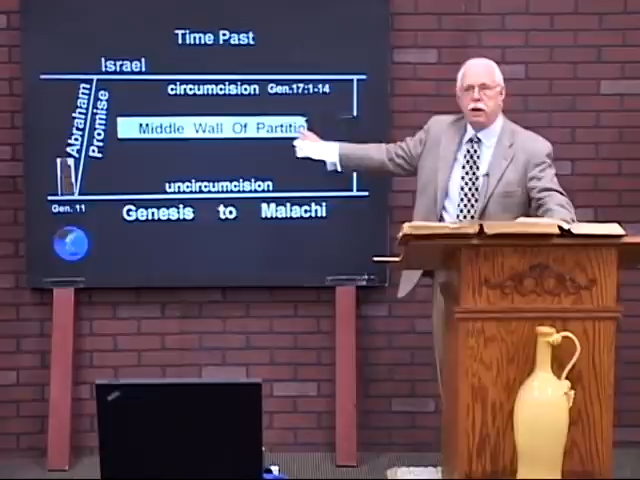 Time Past
Israel
circumcision Gen.17:1-14
Abraham
Promise
Middle Wall Of Partitio
uncircumcision
Gen. 11
Genesis to Malachi